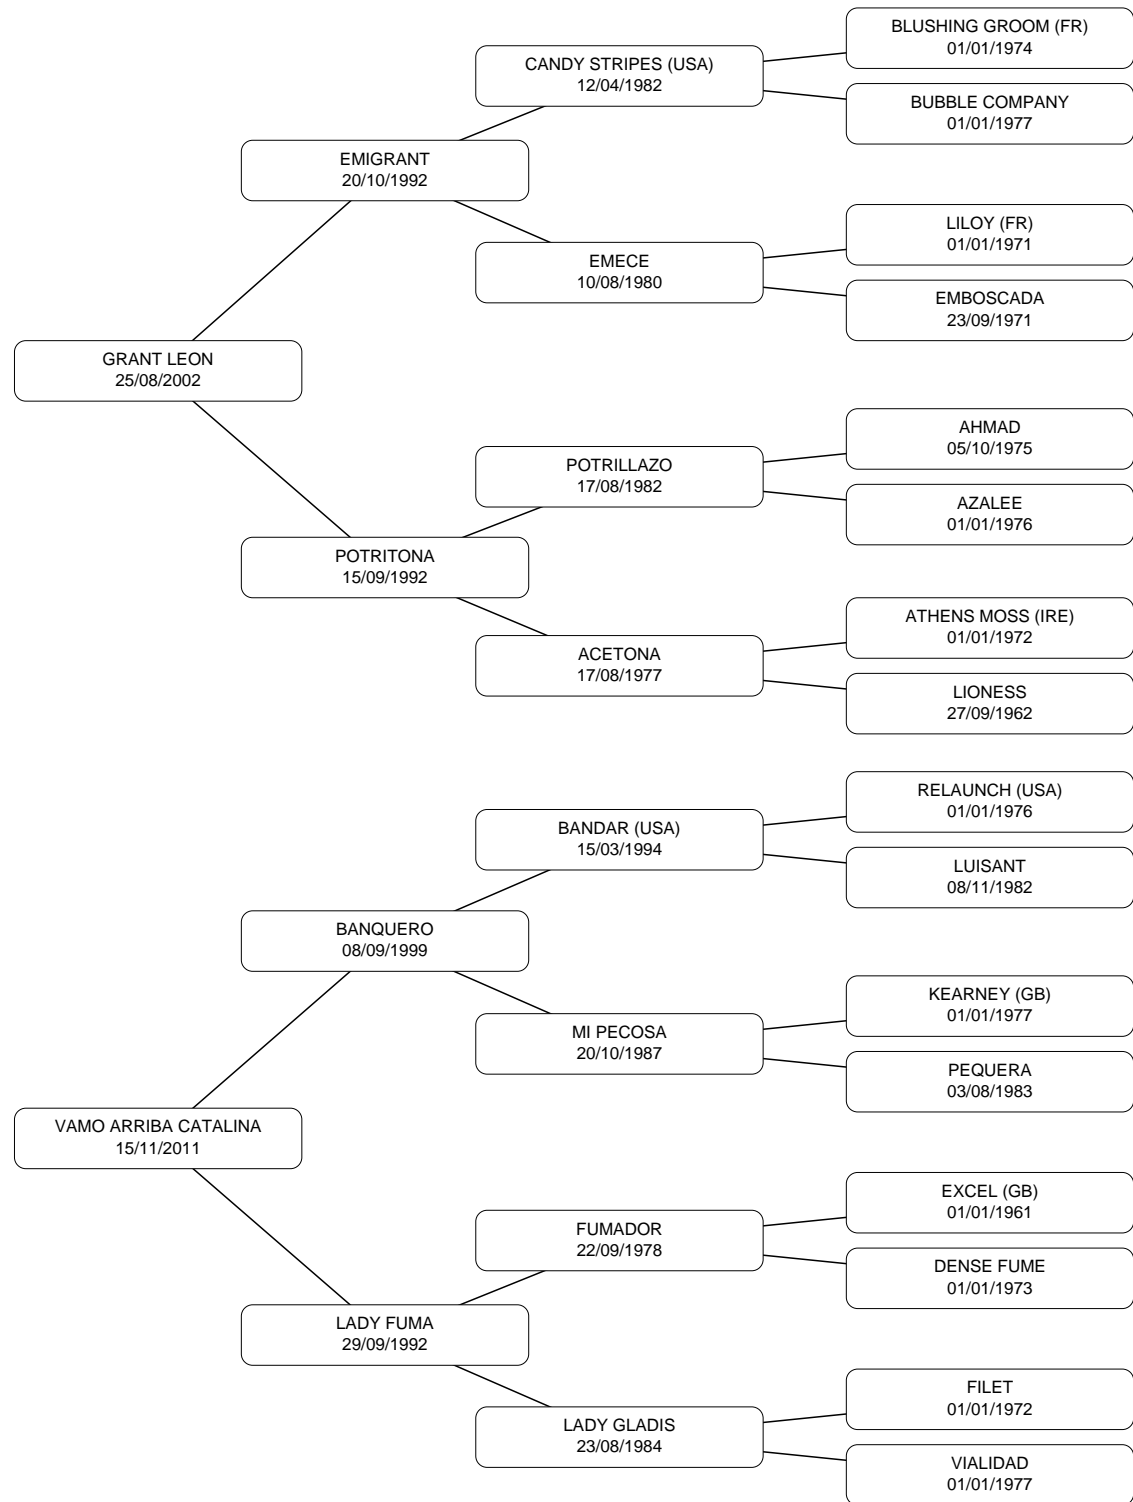 BLUSHING GROOM (FR)
01/01/1974
CANDY STRIPES (USA)
12/04/1982
BUBBLE COMPANY
01/01/1977
EMIGRANT
20/10/1992
LILOY (FR)
01/01/1971
EMECE
10/08/1980
EMBOSCADA
23/09/1971
GRANT LEON
25/08/2002
AHMAD
05/10/1975
POTRILLAZO
17/08/1982
AZALEE
01/01/1976
POTRITONA
15/09/1992
ATHENS MOSS (IRE)
01/01/1972
ACETONA
17/08/1977
LIONESS
27/09/1962
RELAUNCH (USA)
01/01/1976
BANDAR (USA)
15/03/1994
LUISANT
08/11/1982
BANQUERO
08/09/1999
KEARNEY (GB)
01/01/1977
MI PECOSA
20/10/1987
PEQUERA
03/08/1983
VAMO ARRIBA CATALINA
15/11/2011
EXCEL (GB)
01/01/1961
FUMADOR
22/09/1978
DENSE FUME
01/01/1973
LADY FUMA
29/09/1992
FILET
01/01/1972
LADY GLADIS
23/08/1984
VIALIDAD
01/01/1977